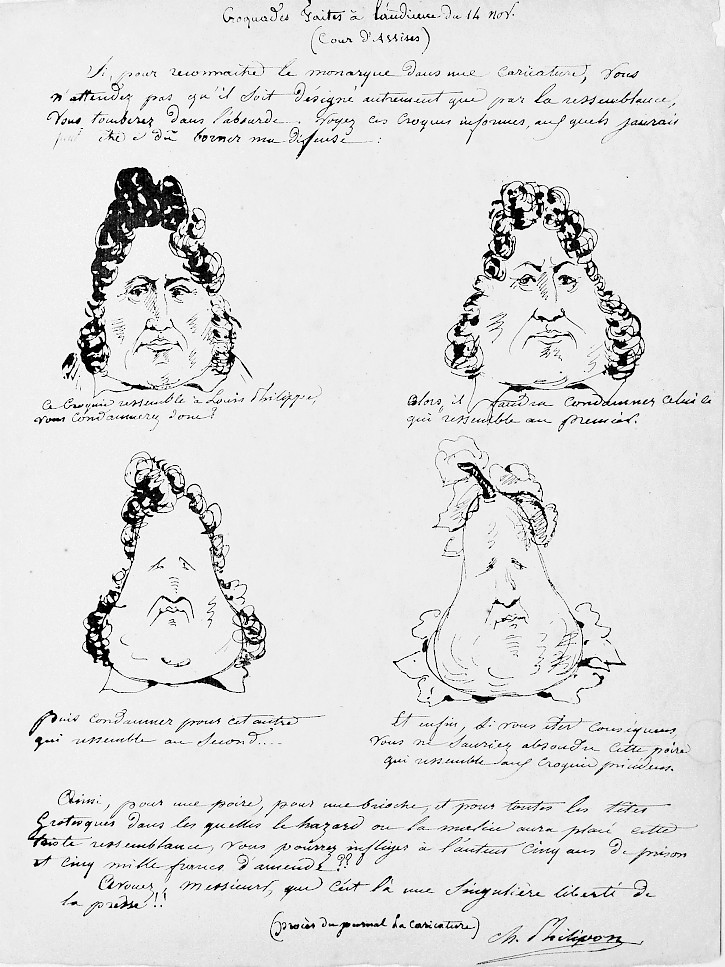 Croquades faites à l'audience du 14 Nov.
(Cour d'Assises)
Si, pour reconnaître le monarque dans une caricature, vous
n'attendez pas qu'il soit désigné autrement que par la ressemblance,
vous tomberez dans l'absurde. Voyez ces croquis informes, aux quels j'aurais
peut être dû borner ma défense :
Ce Croquis ressemble à Louis Philippe,
vous condamnerez donc ?
Alors, il faudra condamner celui ci
qui ressemble au premier.
Puis condamner pour cet autre
qui ressemble au second....
Et enfin, si vous êtes conséquens,
Vous ne sauriez absoudre cette poire
qui ressemble aux Croquis précédens.
Ainsi, pour une poire, pour une brioche, et pour toutes les têtes
Grotesques dans les quelles le hazard ou la malice aura placé cette
triste ressemblance, vous pourrez infliger à l'auteur cinq ans de prison
et cinq mille francs d'amende ??
Avouez, Messieurs, que c'est là une Singulière liberté de
la presse !!
(procès du journal La Caricature)
Ch. Philipon